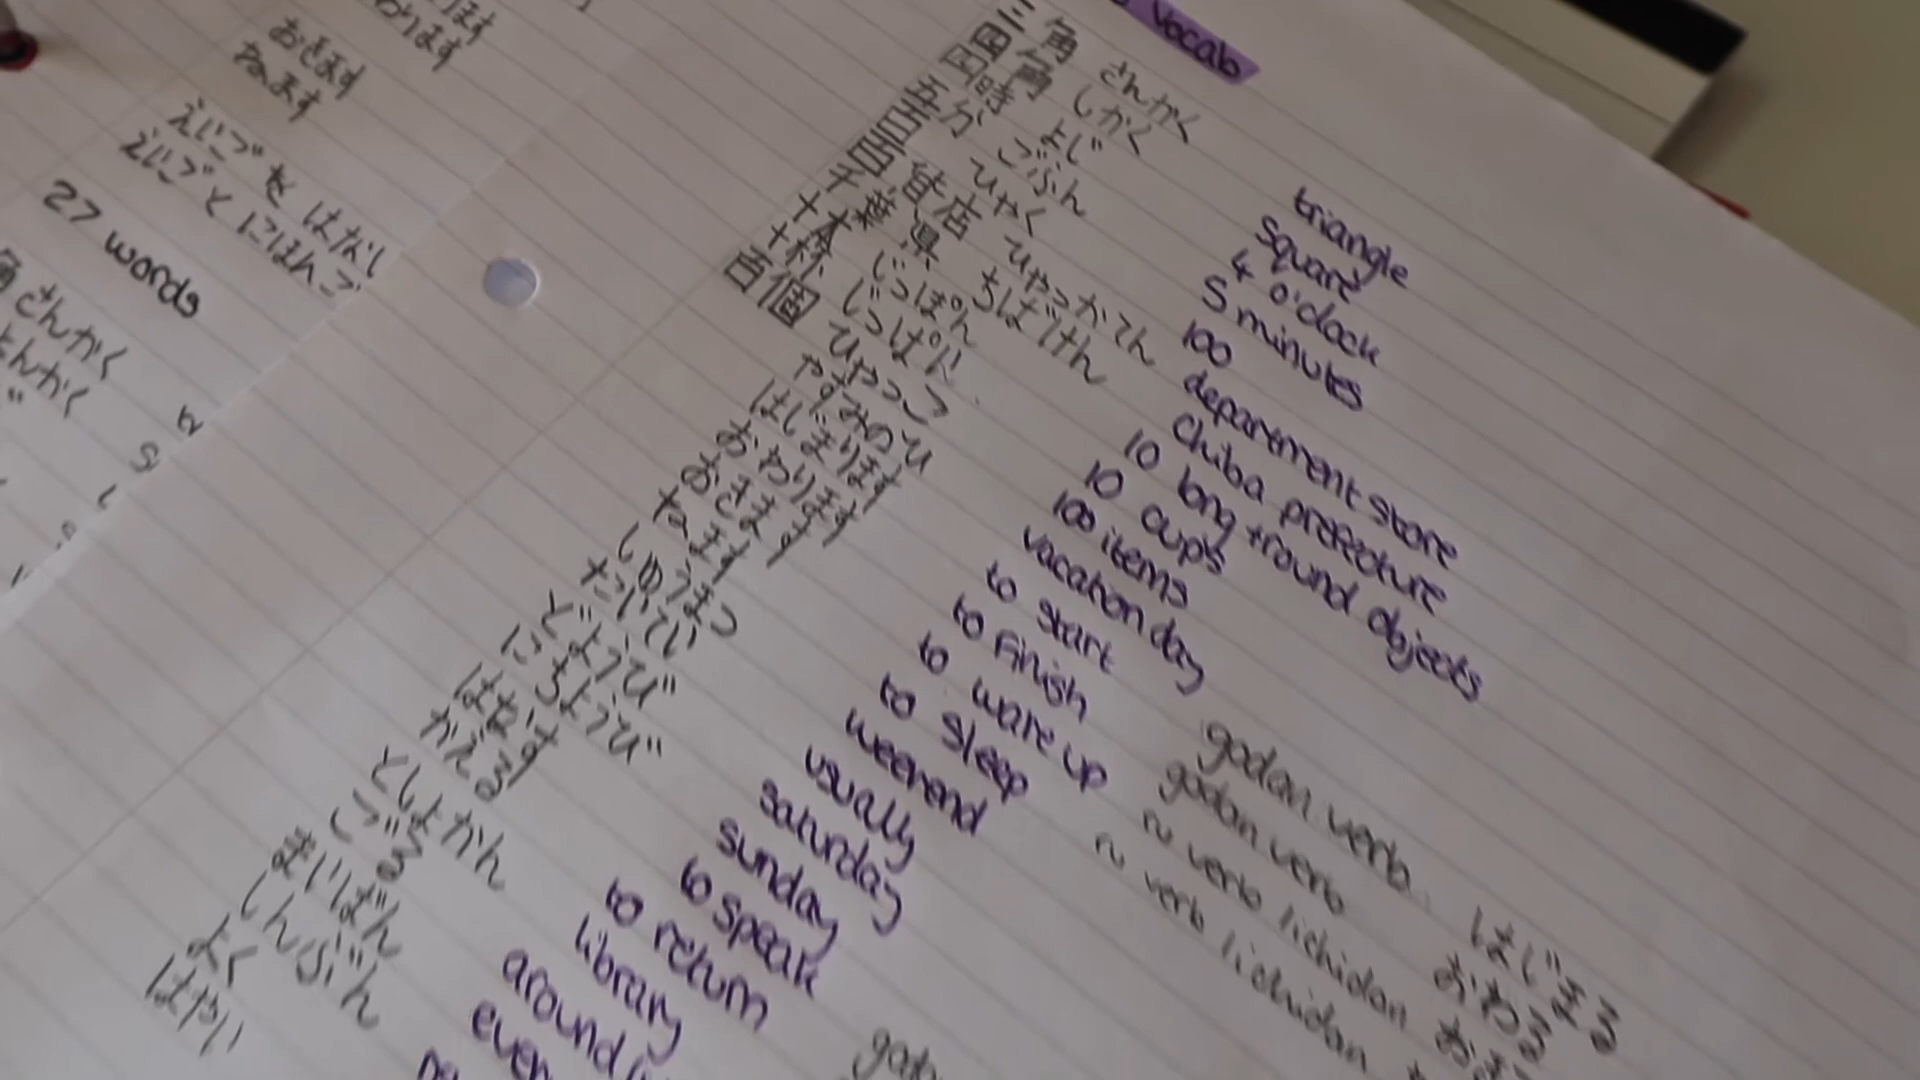 vocab
三角 さんかく triangle
四角 しかく square
四時 よじ 4 o'clock
五分 ごふん 5 minutes
百 ひゃく 100
百貨店 ひゃっかてん department store
千葉県 ちばけん Chiba prefecture
十本 じっぽん 10 long + round objects
十杯 じっぱい 10 cups
百個 ひゃっこ 100 items
やすみのひ vacation day
はじまります to start
おわります to finish
おきます to wake up
ねます to sleep
しゅうまつ weekend
たいてい usually
どようび saturday
にちようび sunday
はなします to speak
かえる to return
としょかん library
ごろ around
まいばん
しんぶん
よく
はやい
godan verb はじまる
godan verb おわる
ru verb lichidan
ru verb lichidan
おきます
ねます
えいごをはなし
えいごとにほんご
27 words
さんかく